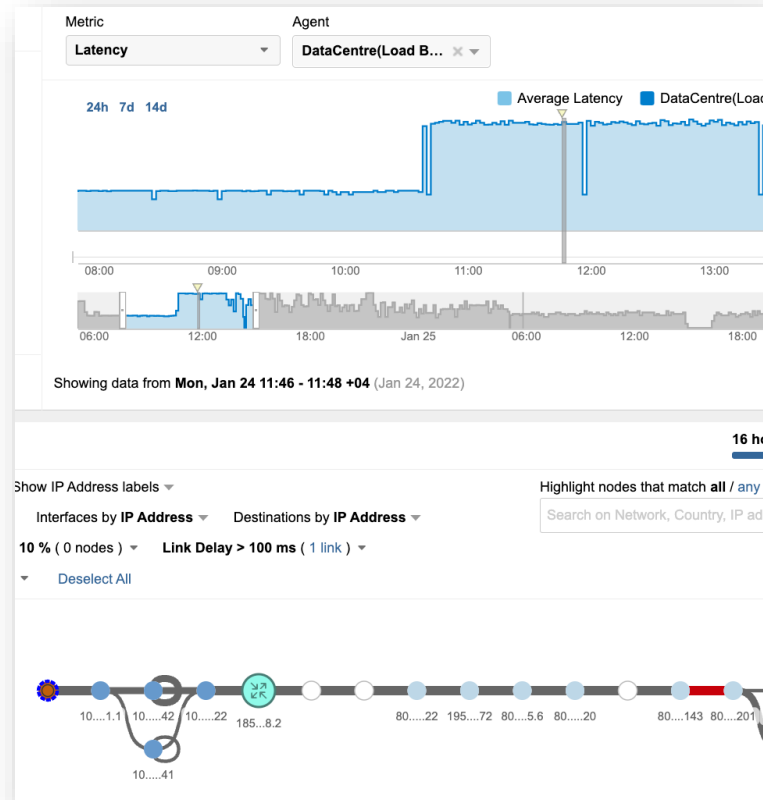 Metric Agent
Latency DataCentre(Load B...
24h 7d 14d
Average Latency DataCentre(Load
08:00 09:00 10:00 11:00 12:00 13:00
06:00 12:00 18:00 Jan 25 06:00 12:00 18:00
Showing data from Mon, Jan 24 11:46 - 11:48 +04 (Jan 24, 2022)
16 ho
Show IP Address labels
Highlight nodes that match all / any
Interfaces by IP Address Destinations by IP Address
Search on Network, Country, IP ad
10 % ( 0 nodes ) Link Delay > 100 ms ( 1 link )
Deselect All
10....1.1 10.....42 10.....22 185...8.2 80.....22 195....72 80....5.6 80.....20 80....143 80....201
10.....41